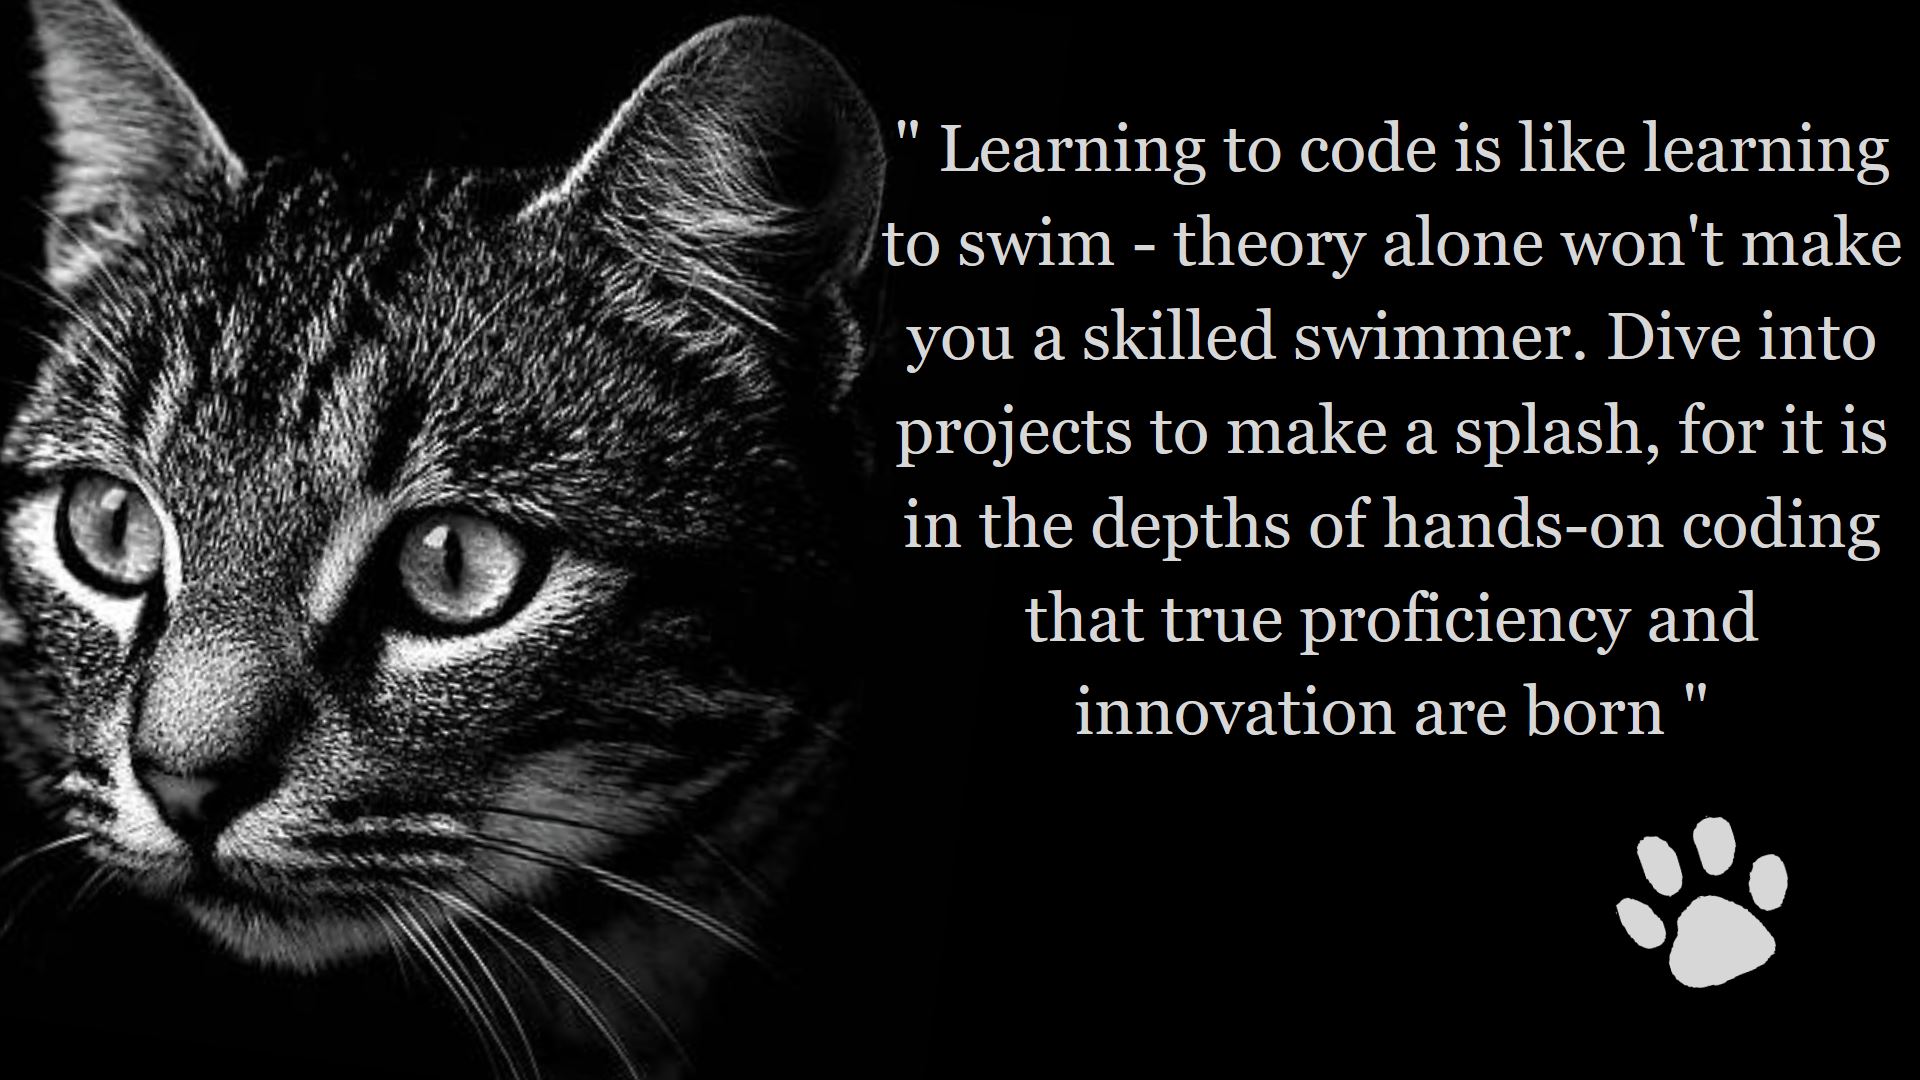 " Learning to code is like learning
to swim - theory alone won't make
you a skilled swimmer. Dive into
projects to make a splash, for it is
in the depths of hands-on coding
that true proficiency and
innovation are born "